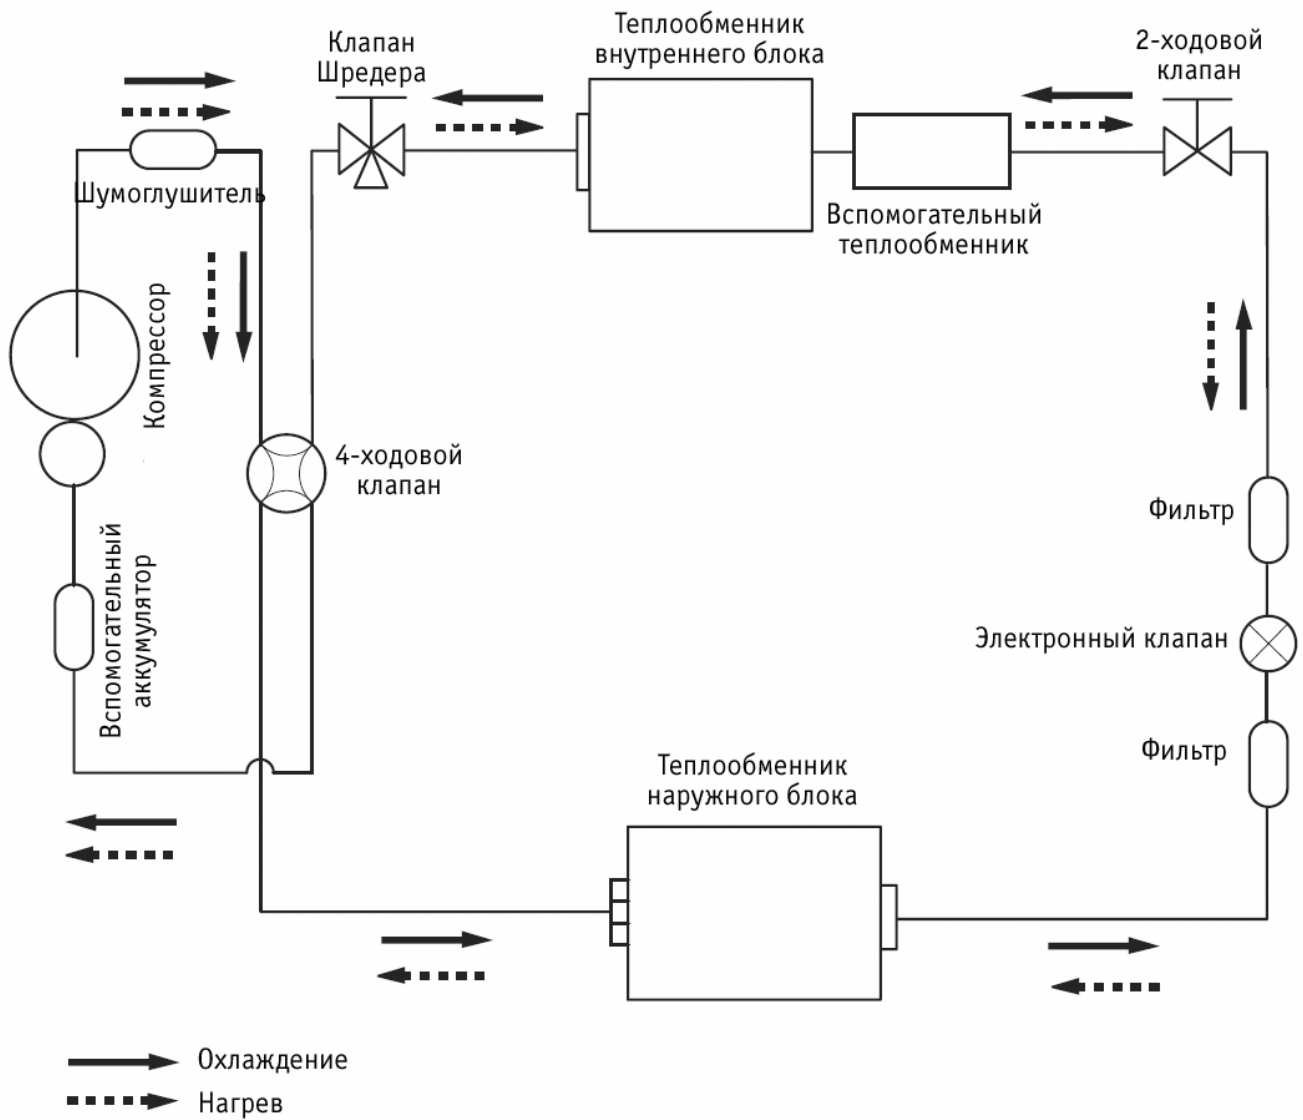 Теплообменник
внутреннего блока
Клапан
Шредера
2-ходовой
клапан
Шумоглушитель
Вспомогательный
теплообменник
Компрессор
4-ходовой
клапан
Фильтр
Вспомогательный
аккумулятор
Электронный клапан
Фильтр
Теплообменник
наружного блока
Охлаждение
Нагрев